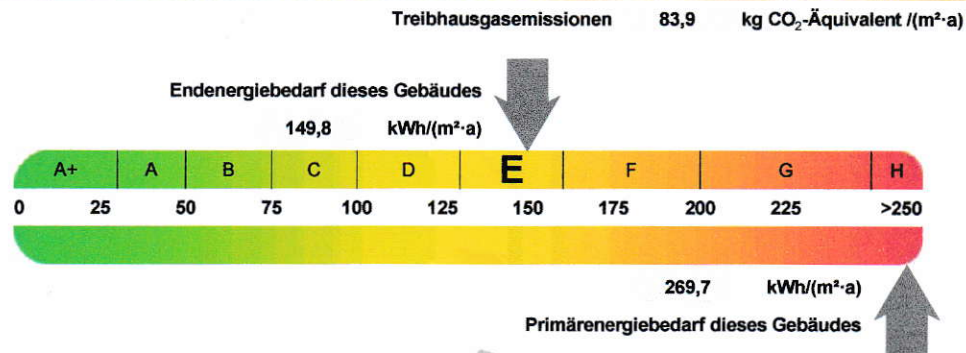 Treibhausgasemissionen 83,9 kg CO₂-Äquivalent /(m²·a)
Endenergiebedarf dieses Gebäudes
149,8 kWh/(m²·a)
A+ A B C D E F G H
0 25 50 75 100 125 150 175 200 225 >250
269,7 kWh/(m²·a)
Primärenergiebedarf dieses Gebäudes